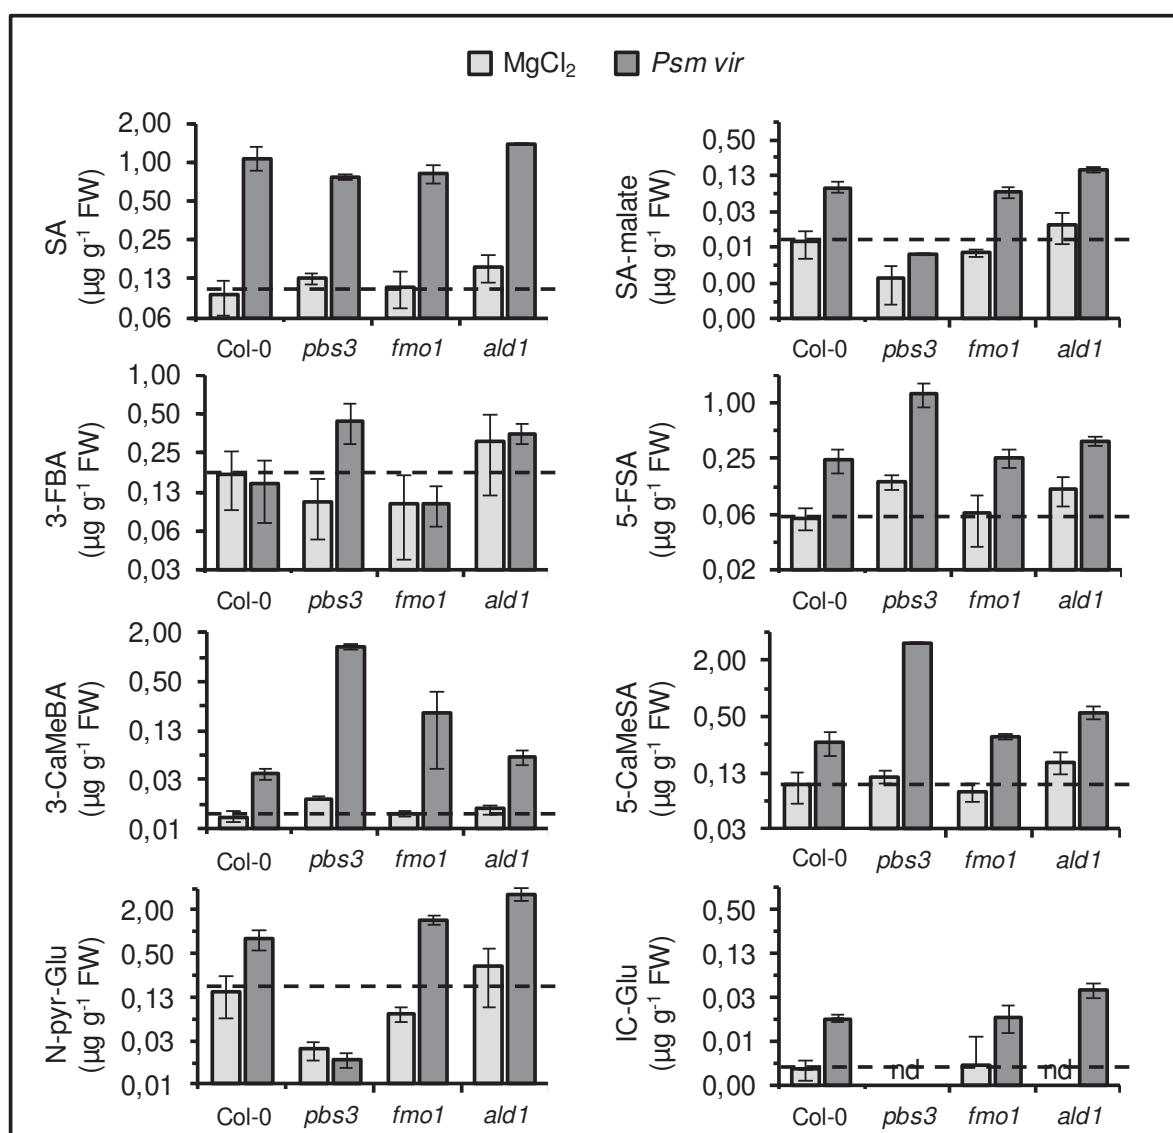 MgCl₂ Psm vir
SA
(µg g⁻¹ FW)
2,00
1,00
0,50
0,25
0,13
0,06
Col-0 pbs3 fmo1 ald1
SA-malate
(µg g⁻¹ FW)
0,50
0,13
0,03
0,01
0,00
0,00
Col-0 pbs3 fmo1 ald1
3-FBA
(µg g⁻¹ FW)
1,00
0,50
0,25
0,13
0,06
0,03
Col-0 pbs3 fmo1 ald1
5-FSA
(µg g⁻¹ FW)
1,00
0,25
0,06
0,02
Col-0 pbs3 fmo1 ald1
3-CaMeBA
(µg g⁻¹ FW)
2,00
0,50
0,13
0,03
0,01
Col-0 pbs3 fmo1 ald1
5-CaMeSA
(µg g⁻¹ FW)
2,00
0,50
0,13
0,03
Col-0 pbs3 fmo1 ald1
N-pyr-Glu
(µg g⁻¹ FW)
2,00
0,50
0,13
0,03
0,01
Col-0 pbs3 fmo1 ald1
IC-Glu
(µg g⁻¹ FW)
0,50
0,13
0,03
0,01
0,00
nd nd
Col-0 pbs3 fmo1 ald1